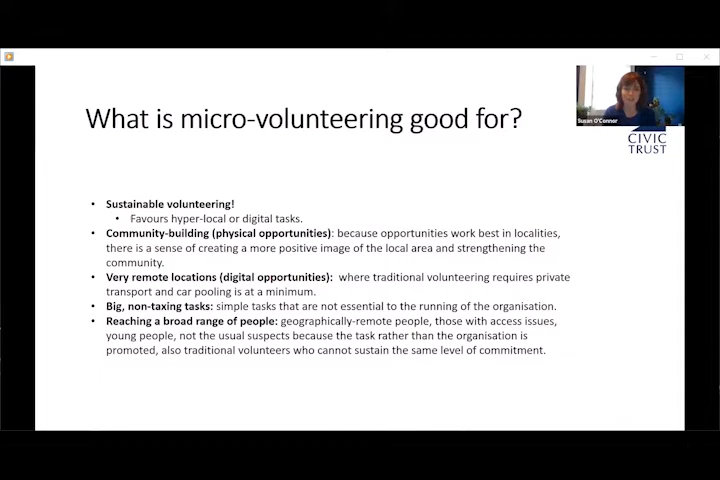 Susan O'Connor
CIVIC
TRUST
What is micro-volunteering good for?
• Sustainable volunteering!
• Favours hyper-local or digital tasks.
• Community-building (physical opportunities): because opportunities work best in localities,
there is a sense of creating a more positive image of the local area and strengthening the
community.
• Very remote locations (digital opportunities): where traditional volunteering requires private
transport and car pooling is at a minimum.
• Big, non-taxing tasks: simple tasks that are not essential to the running of the organisation.
• Reaching a broad range of people: geographically-remote people, those with access issues,
young people, not the usual suspects because the task rather than the organisation is
promoted, also traditional volunteers who cannot sustain the same level of commitment.